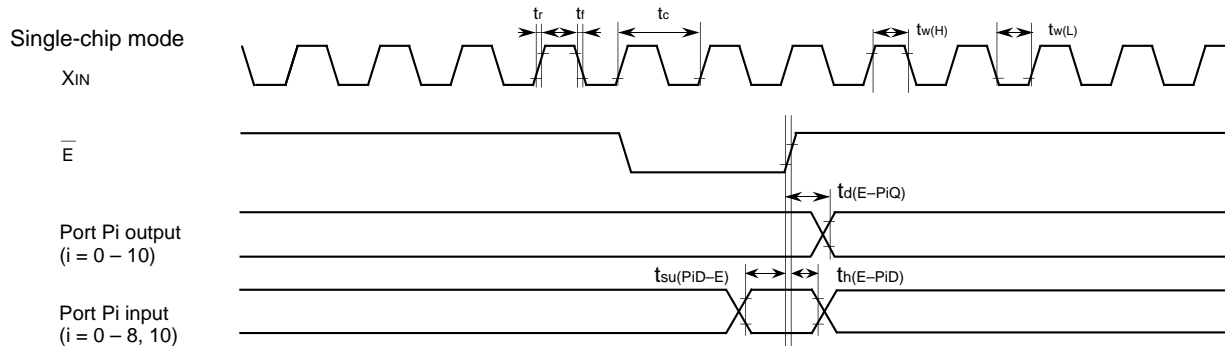 tr tf tc tw(H) tw(L)
Single-chip mode
XIN
E
td(E–PiQ)
Port Pi output
(i = 0 – 10)
tsu(PiD–E) th(E–PiD)
Port Pi input
(i = 0 – 8, 10)